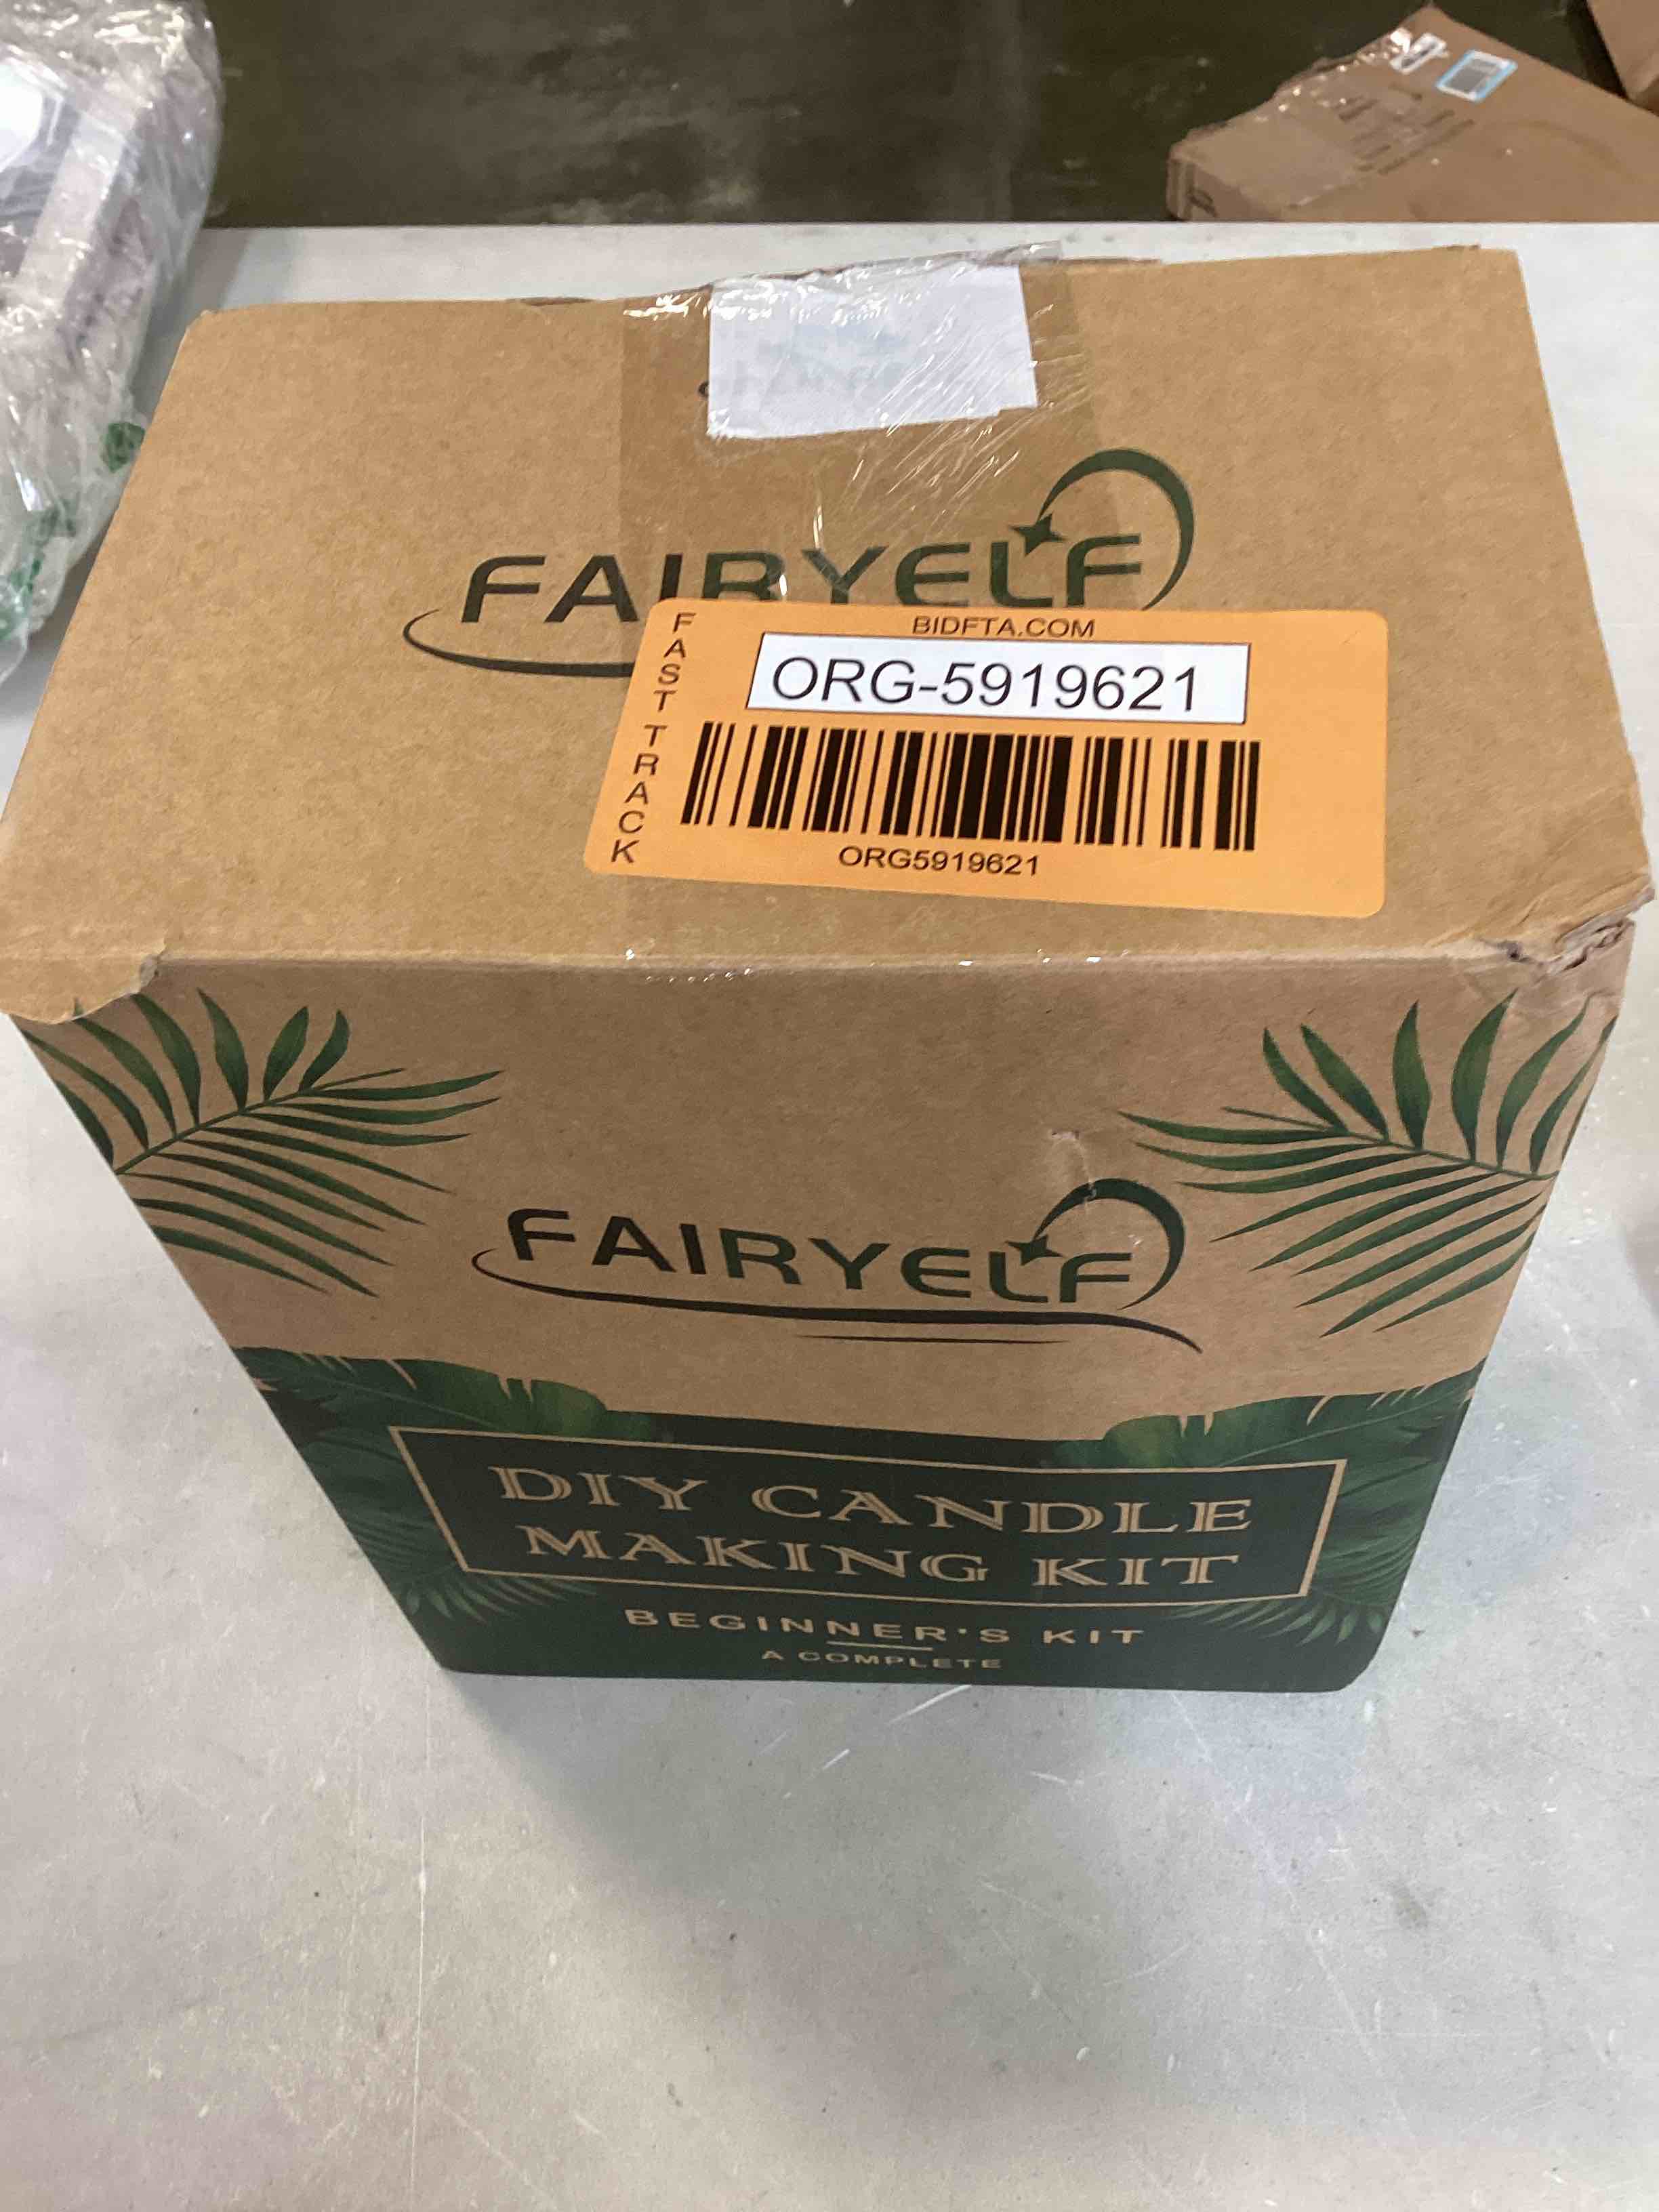 FAIRYELF
BIDFTA.COM
FAST TRACK
ORG-5919621
ORG5919621
FAIRYELF
DIY CANDLE
MAKING KIT
BEGINNER'S KIT
A COMPLETE